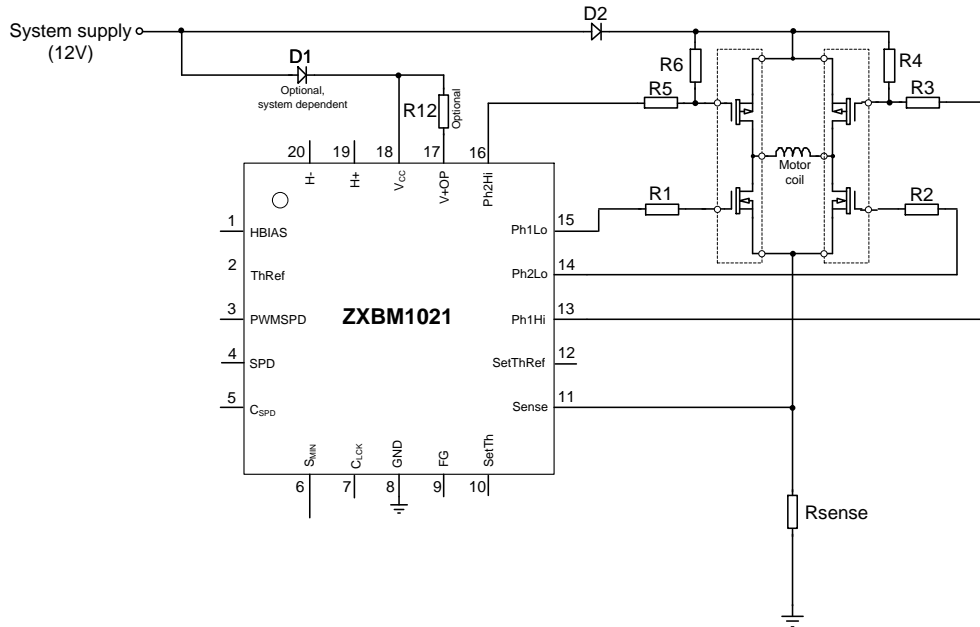 System supply
(12V)
D2
D1
Optional,
system dependent
R12
Optional
R6
R5
R4
R3
Motor
coil
R1
R2
20
19
18
17
16
H-
H+
VCC
V+OP
Ph2Hi
1
HBIAS
2
ThRef
3
PWMSPD
4
SPD
5
CSPD
ZXBM1021
15
Ph1Lo
14
Ph2Lo
13
Ph1Hi
12
SetThRef
11
Sense
SMIN
CLCK
GND
FG
SetTh
6
7
8
9
10
Rsense